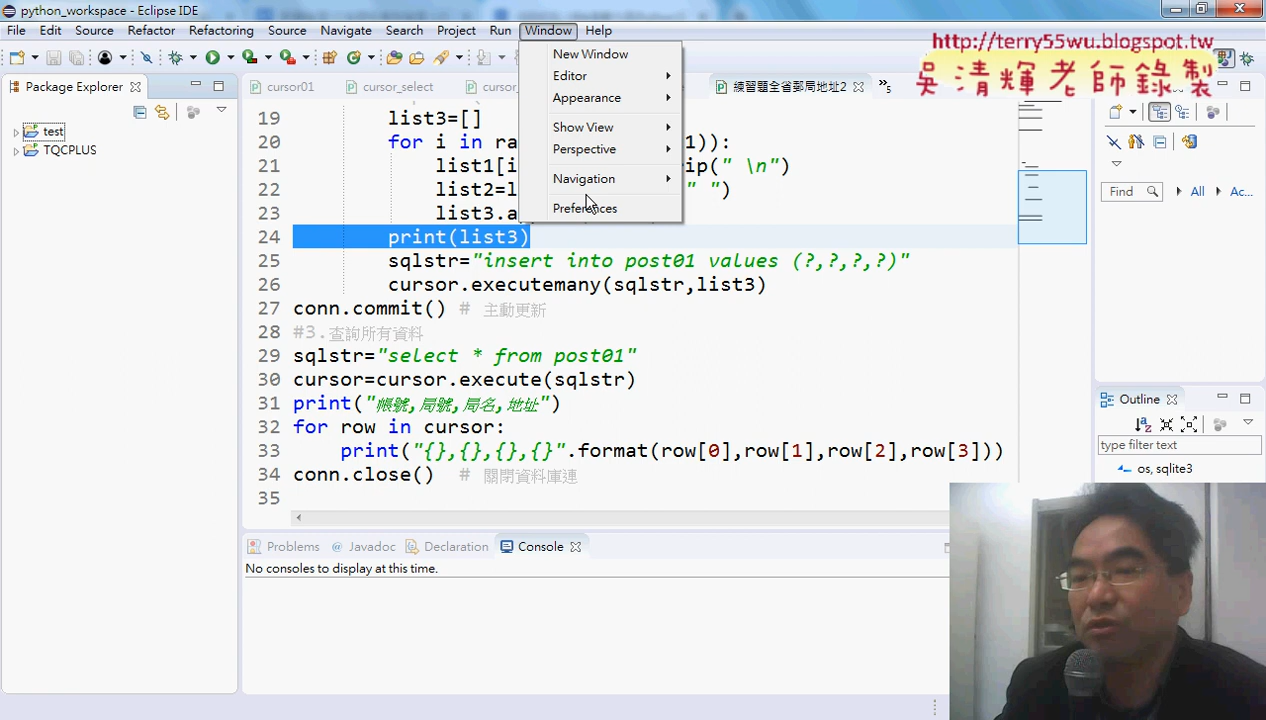 python_workspace - Eclipse IDE
File Edit Source Refactor Refactoring Source Navigate Search Project Run Window Help
http://terry55wu.blogspot.tw
吳清輝老師錄製
Package Explorer
test
TQCPLUS
cursor01
cursor_select
練習題全省郵局地址2
»5
New Window
Editor
Appearance
Show View
Perspective
Navigation
Preferences
19 list3=[]
20 for i in ra 1)):
21 list1[i ip(" \n")
22 list2=l " ")
23 list3.a
24 print(list3)
25 sqlstr="insert into post01 values (?,?,?,?)"
26 cursor.executemany(sqlstr,list3)
27 conn.commit() # 主動更新
28 #3.查詢所有資料
29 sqlstr="select * from post01"
30 cursor=cursor.execute(sqlstr)
31 print("帳號,局號,局名,地址")
32 for row in cursor:
33 print("{},{},{},{}".format(row[0],row[1],row[2],row[3]))
34 conn.close() # 關閉資料庫連
35
Find All Ac...
Outline
type filter text
os, sqlite3
Problems Javadoc Declaration Console
No consoles to display at this time.